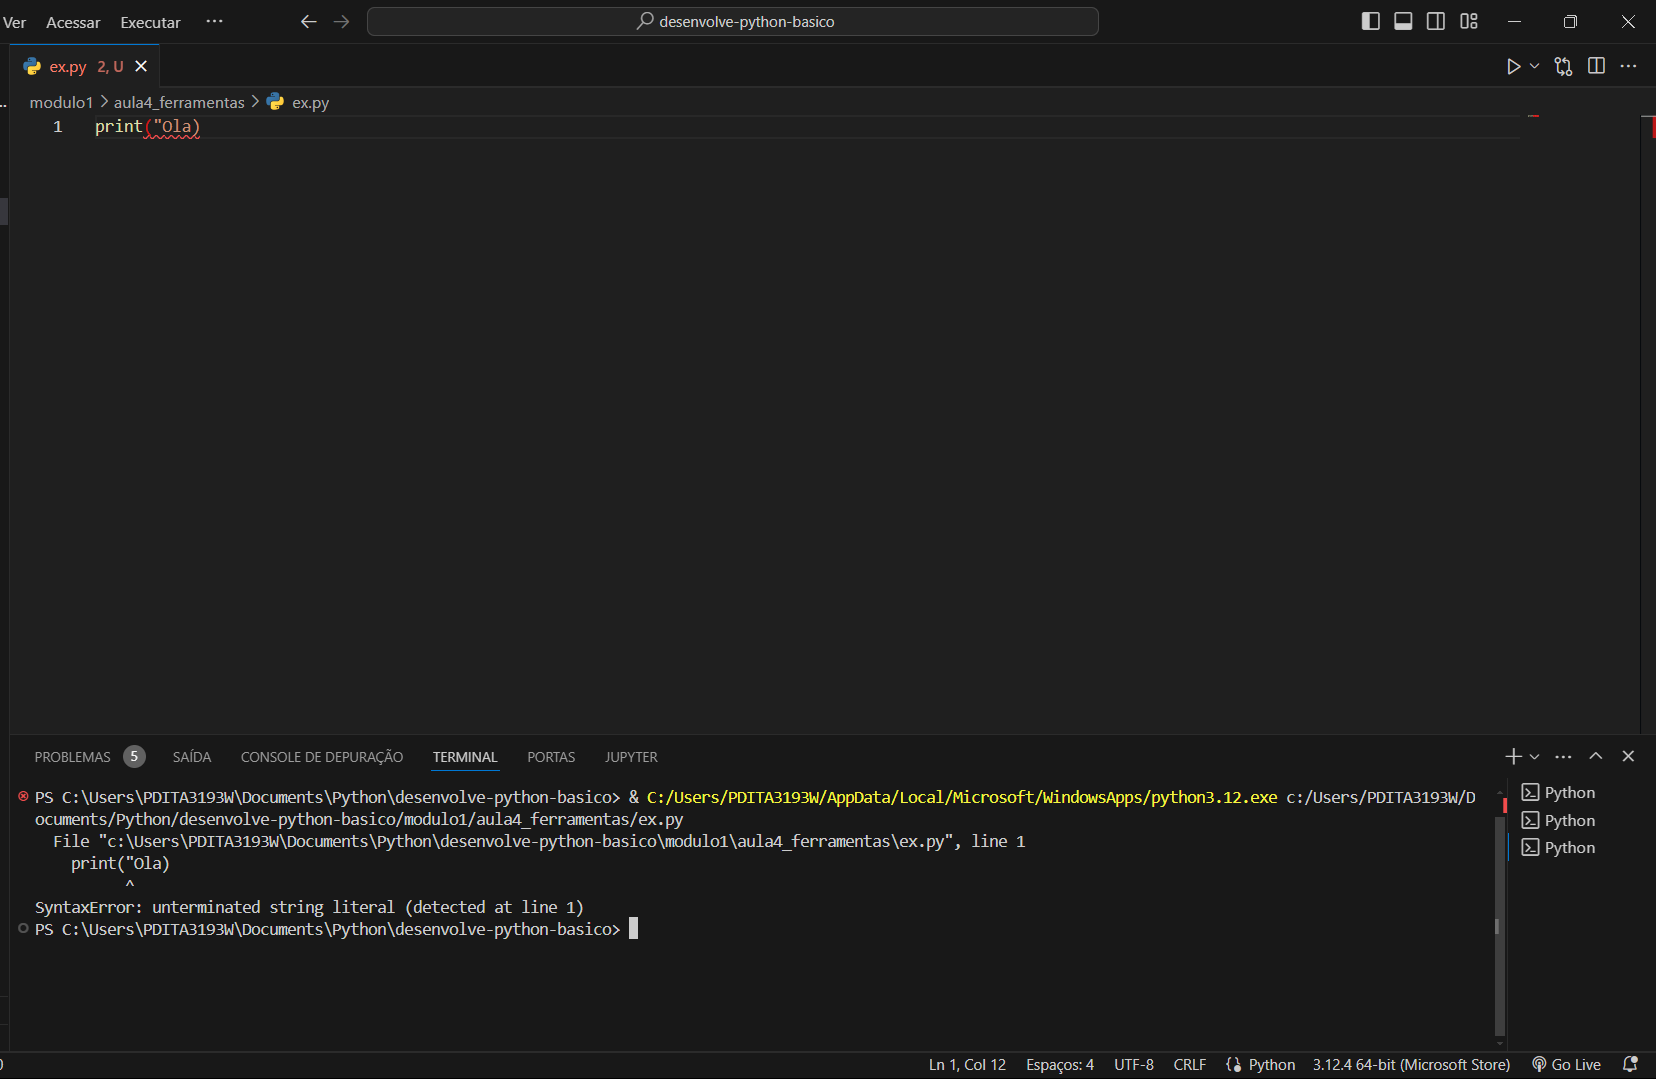 Ver Acessar Executar ··· desenvolve-python-basico
ex.py 2, U
modulo1 > aula4_ferramentas > ex.py
1 print("Ola)
PROBLEMAS 5 SAÍDA CONSOLE DE DEPURAÇÃO TERMINAL PORTAS JUPYTER
PS C:\Users\PDITA3193W\Documents\Python\desenvolve-python-basico> & C:/Users/PDITA3193W/AppData/Local/Microsoft/WindowsApps/python3.12.exe c:/Users/PDITA3193W/D
ocuments/Python/desenvolve-python-basico/modulo1/aula4_ferramentas/ex.py
File "c:\Users\PDITA3193W\Documents\Python\desenvolve-python-basico\modulo1\aula4_ferramentas\ex.py", line 1
print("Ola)
^
SyntaxError: unterminated string literal (detected at line 1)
PS C:\Users\PDITA3193W\Documents\Python\desenvolve-python-basico>
Python
Python
Python
Ln 1, Col 12 Espaços: 4 UTF-8 CRLF Python 3.12.4 64-bit (Microsoft Store) Go Live